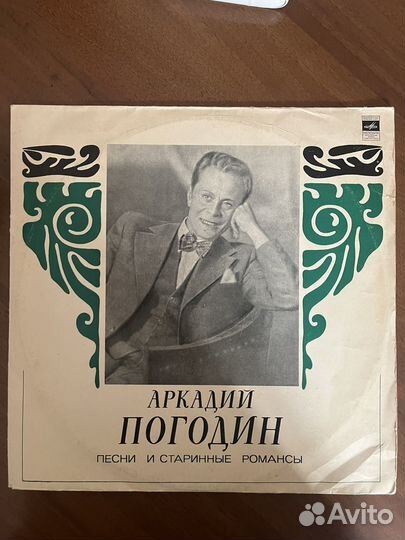 АРКАДИЙ
ПОГОДИН
ПЕСНИ И СТАРИННЫЕ РОМАНСЫ
Avito